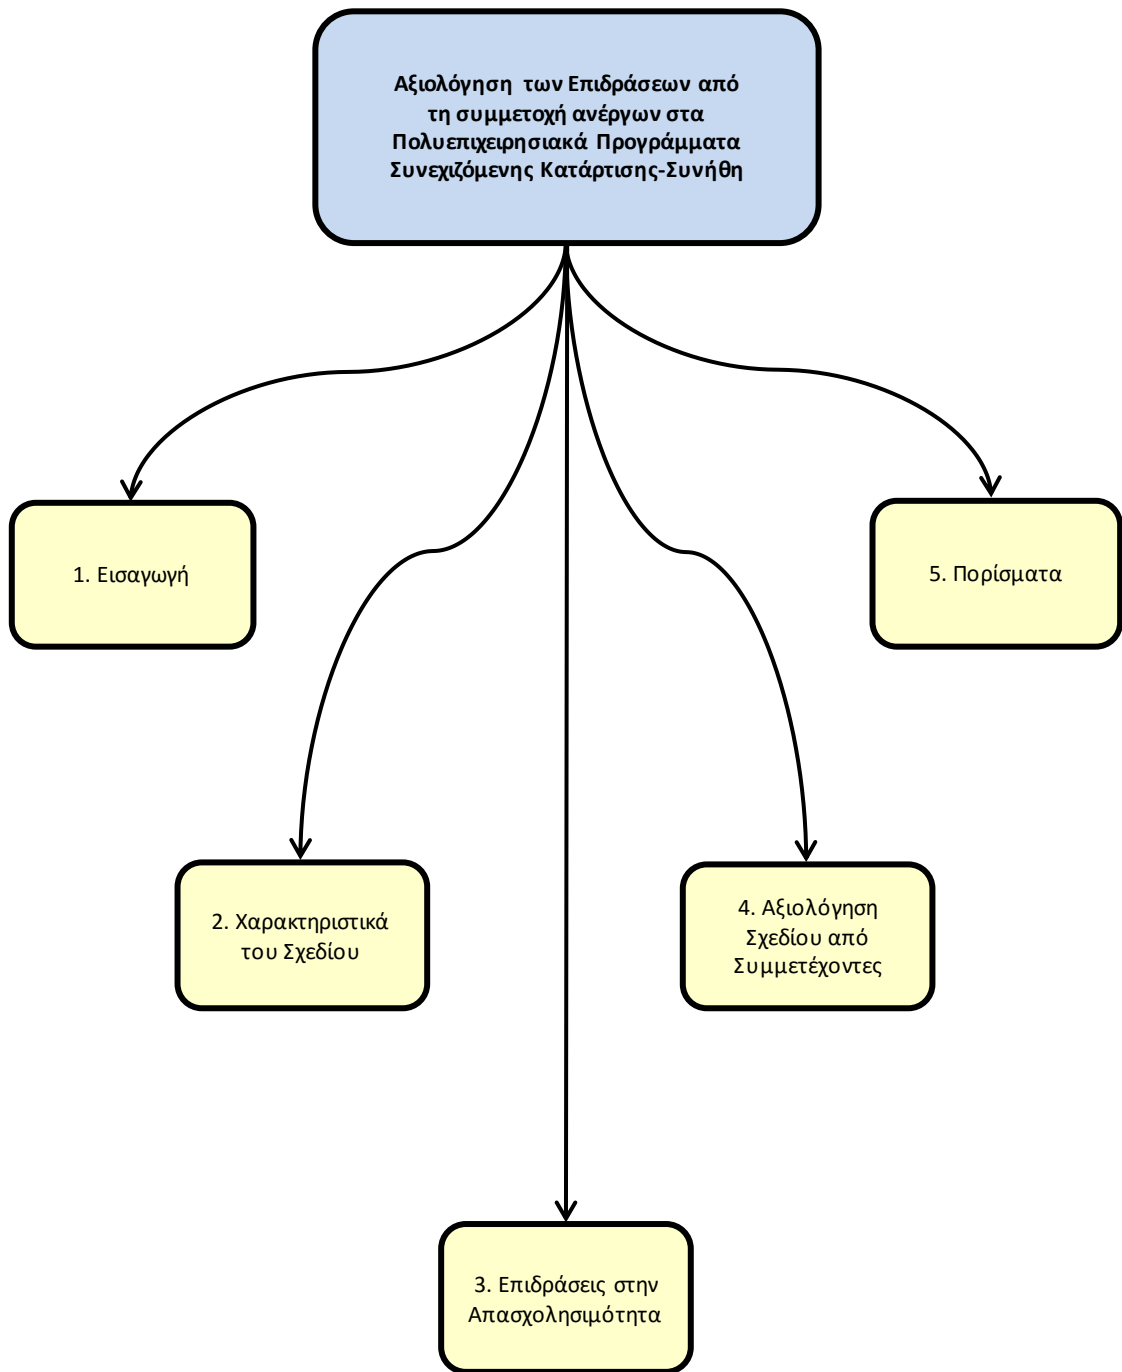 Αξιολόγηση των Επιδράσεων από
τη συμμετοχή ανέργων στα
Πολυεπιχειρησιακά Προγράμματα
Συνεχιζόμενης Κατάρτισης-Συνήθη
1. Εισαγωγή
2. Χαρακτηριστικά
του Σχεδίου
3. Επιδράσεις στην
Απασχολησιμότητα
4. Αξιολόγηση
Σχεδίου από
Συμμετέχοντες
5. Πορίσματα